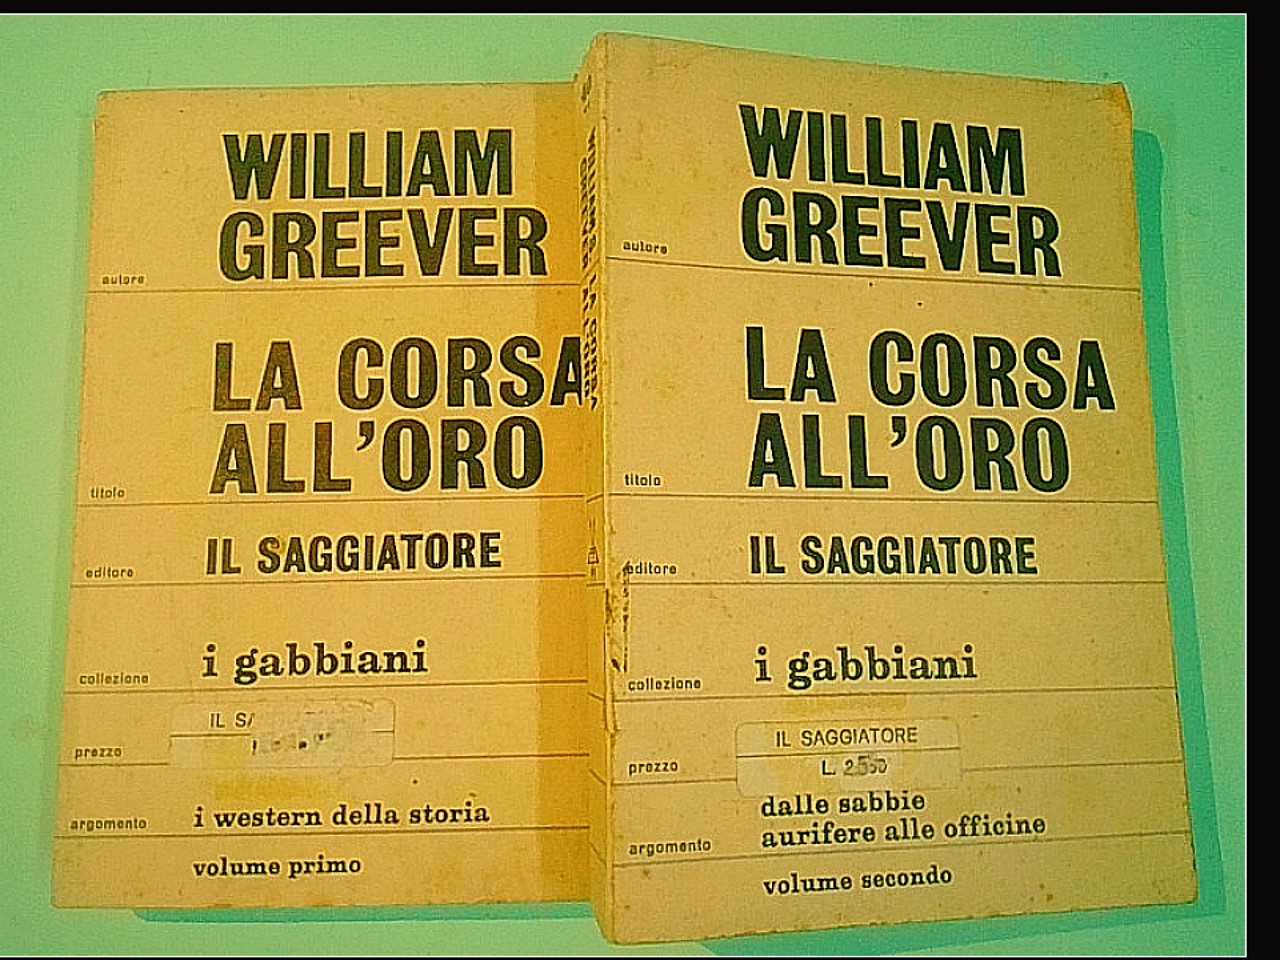 WILLIAM
GREEVER
autore
LA CORSA
ALL'ORO
titolo
IL SAGGIATORE
editore
i gabbiani
collezione
IL
prezzo
i western della storia
argomento
volume primo
WILLIAM
GREEVER
autore
LA CORSA
ALL'ORO
titolo
IL SAGGIATORE
editore
i gabbiani
collezione
IL SAGGIATORE
prezzo
L.
dalle sabbie
aurifere alle officine
argomento
volume secondo